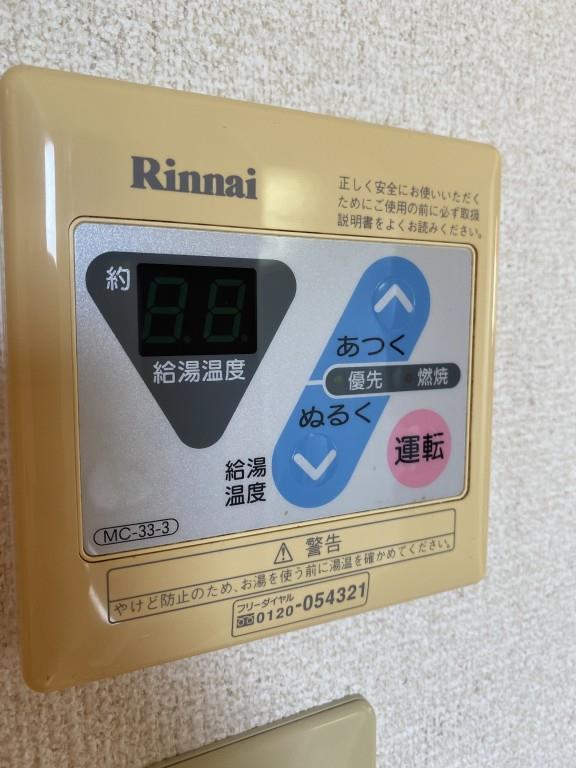 Rinnai
正しく安全にお使いいただく
ためにご使用の前に必ず取扱
説明書をよくお読みください。
約
給湯温度
あつく
優先 燃焼
ぬるく
給湯
温度
運転
MC-33-3
⚠ 警告
やけど防止のため、お湯を使う前に湯温を確かめてください。
フリーダイヤル
0120-054321